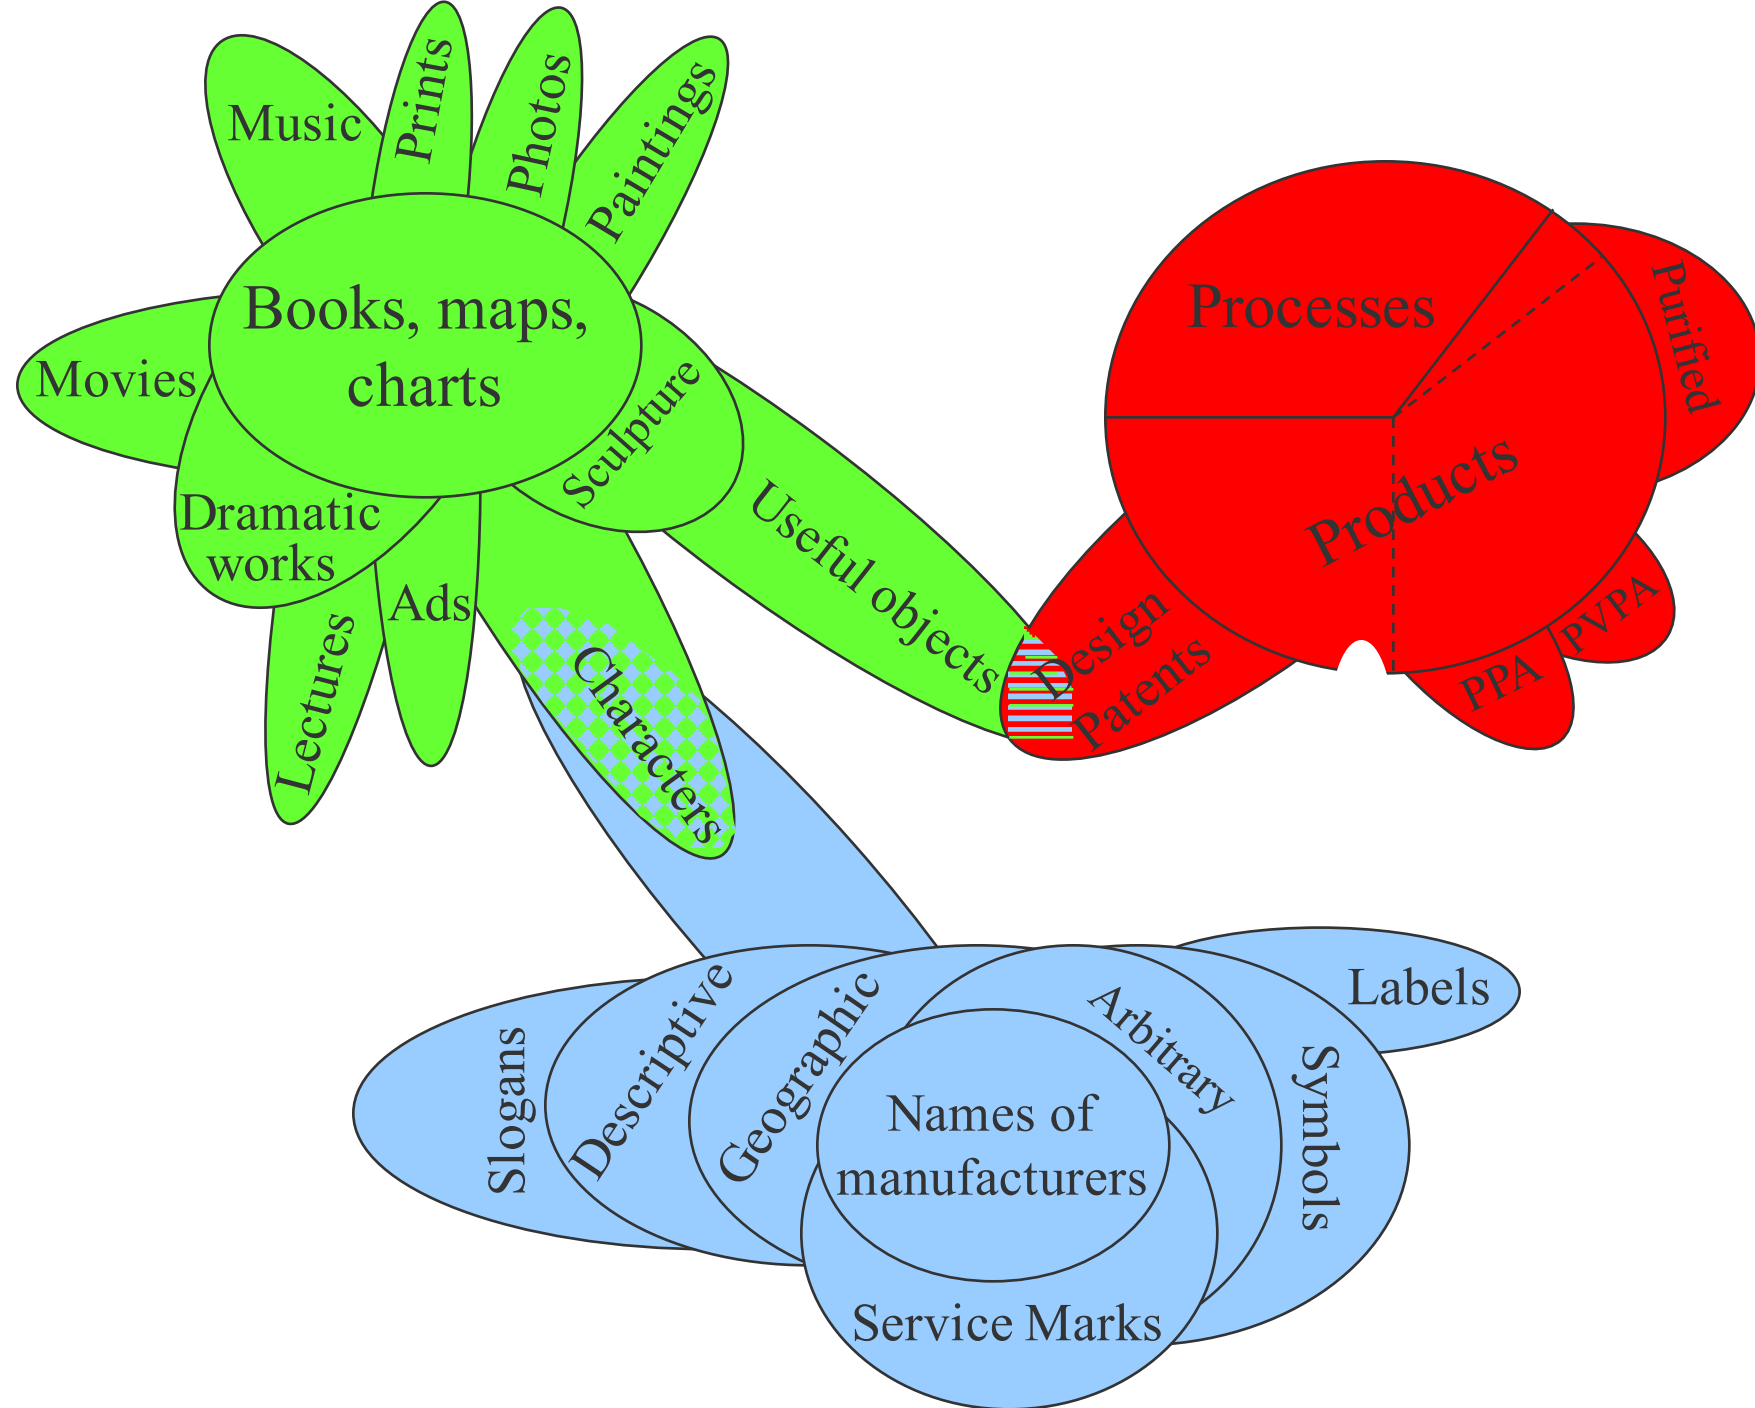 Music
Prints
Photos
Paintings
Books, maps,
charts
Movies
Sculpture
Dramatic
works
Ads
Lectures
Characters
Useful objects
Processes
Products
Purified
Design
Patents
PPA
PVPA
Labels
Slogans
Descriptive
Geographic
Arbitrary
Symbols
Names of
manufacturers
Service Marks